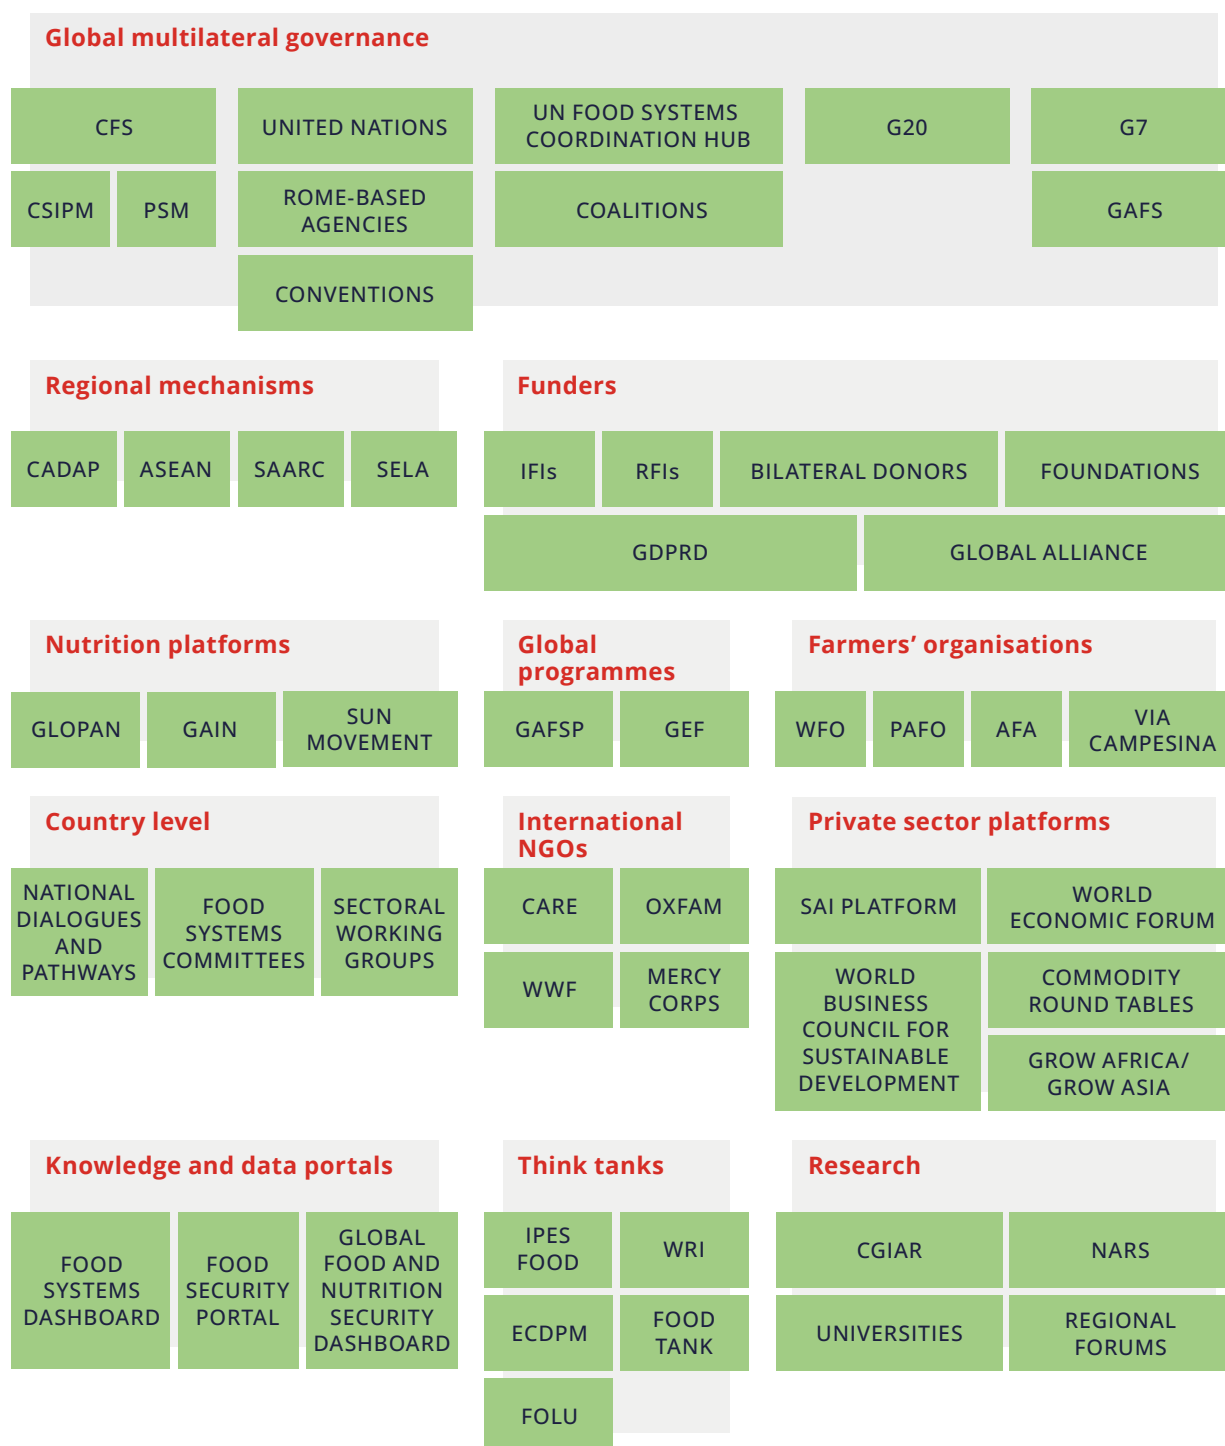 Global multilateral governance
CFS
UNITED NATIONS
UN FOOD SYSTEMS
COORDINATION HUB
G20
G7
CSIPM
PSM
ROME-BASED
AGENCIES
COALITIONS
GAFS
CONVENTIONS
Regional mechanisms
CADAP
ASEAN
SAARC
SELA
Funders
IFIs
RFIs
BILATERAL DONORS
FOUNDATIONS
GDPRD
GLOBAL ALLIANCE
Nutrition platforms
GLOPAN
GAIN
SUN
MOVEMENT
Global
programmes
GAFSP
GEF
Farmers’ organisations
WFO
PAFO
AFA
VIA
CAMPESINA
Country level
NATIONAL
DIALOGUES
AND
PATHWAYS
FOOD
SYSTEMS
COMMITTEES
SECTORAL
WORKING
GROUPS
International
NGOs
CARE
OXFAM
WWF
MERCY
CORPS
Private sector platforms
SAI PLATFORM
WORLD
ECONOMIC FORUM
WORLD
BUSINESS
COUNCIL FOR
SUSTAINABLE
DEVELOPMENT
COMMODITY
ROUND TABLES
GROW AFRICA/
GROW ASIA
Knowledge and data portals
FOOD
SYSTEMS
DASHBOARD
FOOD
SECURITY
PORTAL
GLOBAL
FOOD AND
NUTRITION
SECURITY
DASHBOARD
Think tanks
IPES
FOOD
WRI
ECDPM
FOOD
TANK
FOLU
Research
CGIAR
NARS
UNIVERSITIES
REGIONAL
FORUMS